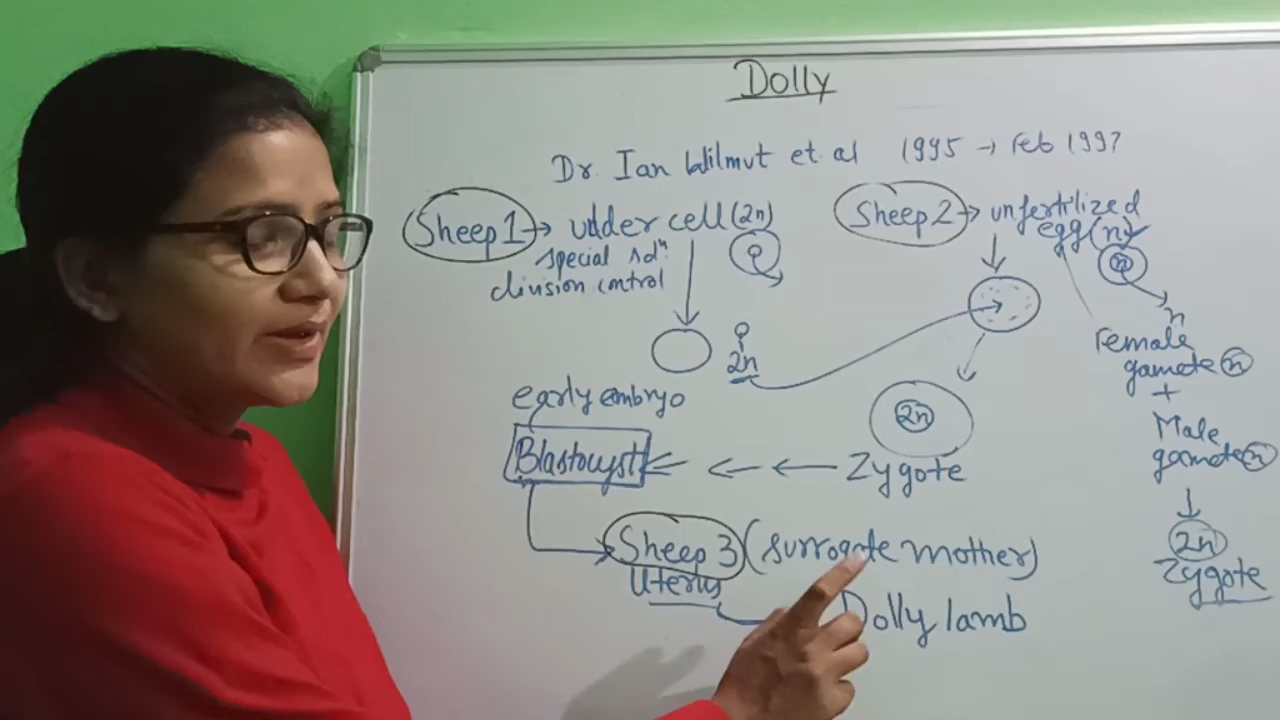 Dolly
Dr. Ian Wilmut et al 1995 → Feb 1997
Sheep 1 → udder cell (2n)
special soln.
division control
2n
Sheep 2 → unfertilized
egg (n)
n
n
Female
gamete n
+
Male
gamete n
2n
Zygote
2n
Zygote
early embryo
Blastocyst
Sheep 3 (surrogate mother)
Uterus
Dolly lamb